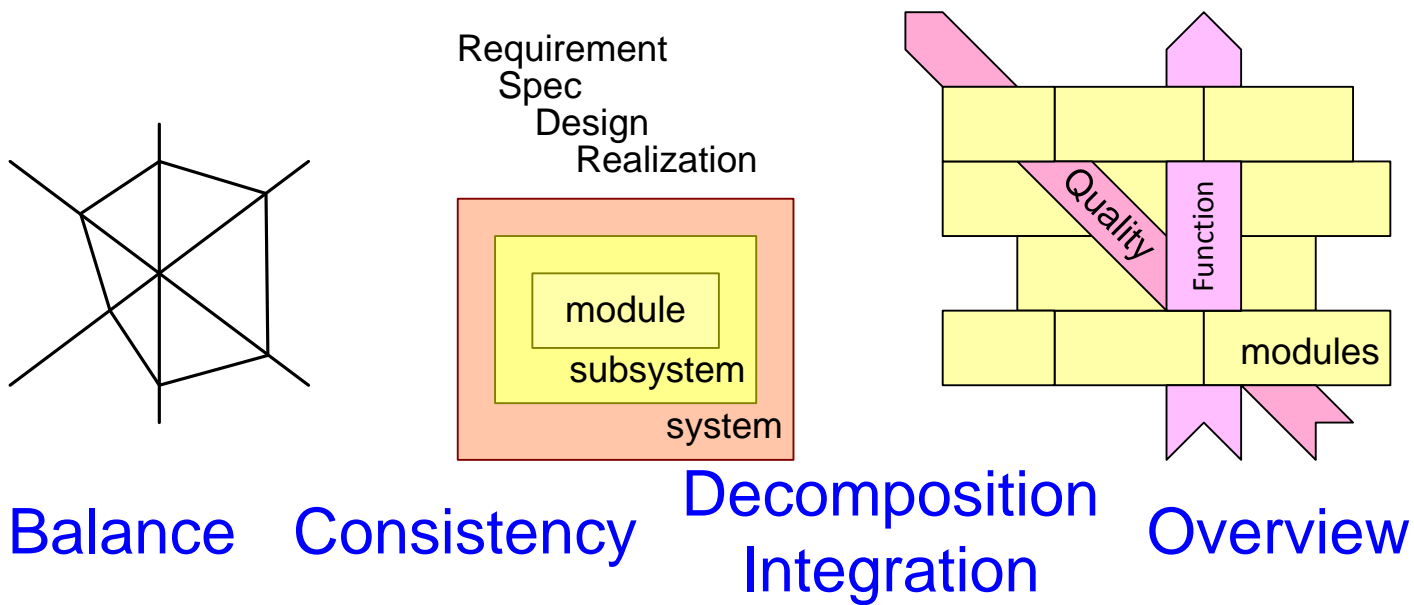 Requirement
Spec
Design
Realization
module
subsystem
system
Quality
Function
modules
Balance
Consistency
Decomposition
Integration
Overview